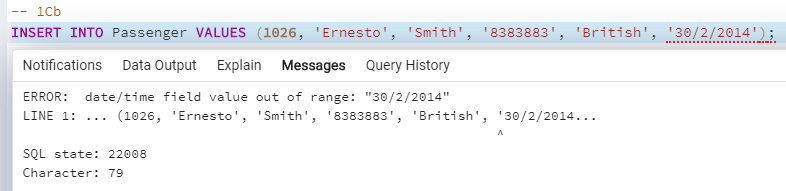 -- 1Cb
INSERT INTO Passenger VALUES (1026, 'Ernesto', 'Smith', '8383883', 'British', '30/2/2014');
Notifications Data Output Explain Messages Query History
ERROR:  date/time field value out of range: "30/2/2014"
LINE 1: ... (1026, 'Ernesto', 'Smith', '8383883', 'British', '30/2/2014...
^
SQL state: 22008
Character: 79